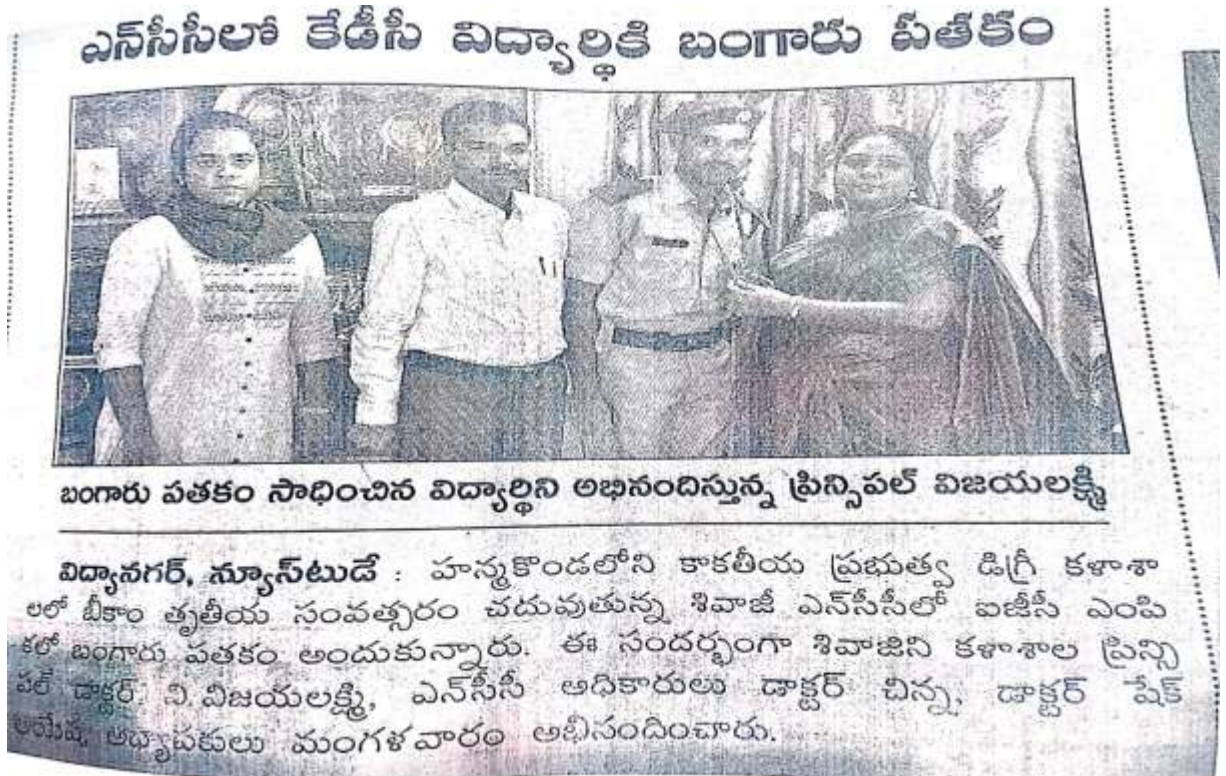 ఎన్‌సీసీలో కేడీసీ విద్యార్థికి బంగారు పతకం
బంగారు పతకం సాధించిన విద్యార్థిని అభినందిస్తున్న ప్రిన్సిపల్ విజయలక్ష్మి
విద్యానగర్, న్యూస్‌టుడే : హన్మకొండలోని కాకతీయ ప్రభుత్వ డిగ్రీ కళాశా
లలో బీకాం తృతీయ సంవత్సరం చదువుతున్న శివాజీ ఎన్‌సీసీలో ఐజీసీ ఎంపి
కలో బంగారు పతకం అందుకున్నారు. ఈ సందర్భంగా శివాజిని కళాశాల ప్రిన్సి
పల్ డాక్టర్ వి.విజయలక్ష్మి, ఎన్‌సీసీ అధికారులు డాక్టర్ చిన్న, డాక్టర్ షేక్
అయేష, అధ్యాపకులు మంగళవారం అభినందించారు.